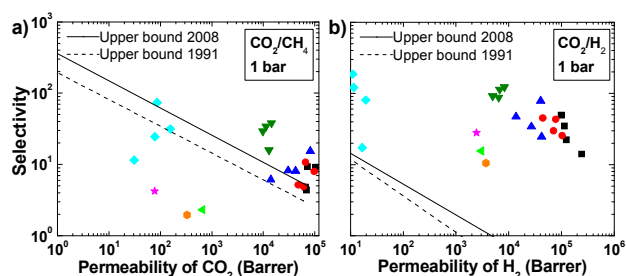 a)
Upper bound 2008
Upper bound 1991
CO₂/CH₄
1 bar
Selectivity
10³
10²
10¹
10⁰
10⁰ 10¹ 10² 10³ 10⁴ 10⁵
Permeability of CO₂ (Barrer)
b)
Upper bound 2008
Upper bound 1991
CO₂/H₂
1 bar
10¹ 10² 10³ 10⁴ 10⁵ 10⁶
Permeability of H₂ (Barrer)